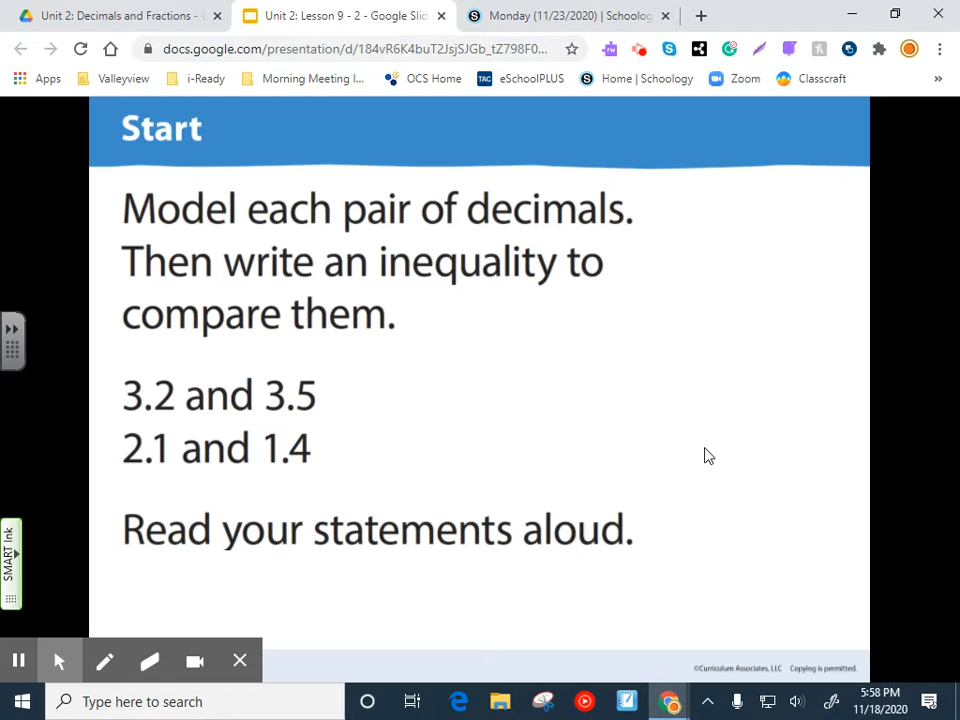 Unit 2: Decimals and Fractions - G
Unit 2: Lesson 9 - 2 - Google Slid
Monday (11/23/2020) | Schoolog
docs.google.com/presentation/d/184vR6K4buT2JsjSJGb_tZ798F0...
Apps Valleyview i-Ready Morning Meeting I... OCS Home TAC eSchoolPLUS Home | Schoology Zoom Classcraft »
Start
Model each pair of decimals.
Then write an inequality to
compare them.
3.2 and 3.5
2.1 and 1.4
Read your statements aloud.
SMART Ink
©Curriculum Associates, LLC Copying is permitted.
Type here to search
5:58 PM
11/18/2020